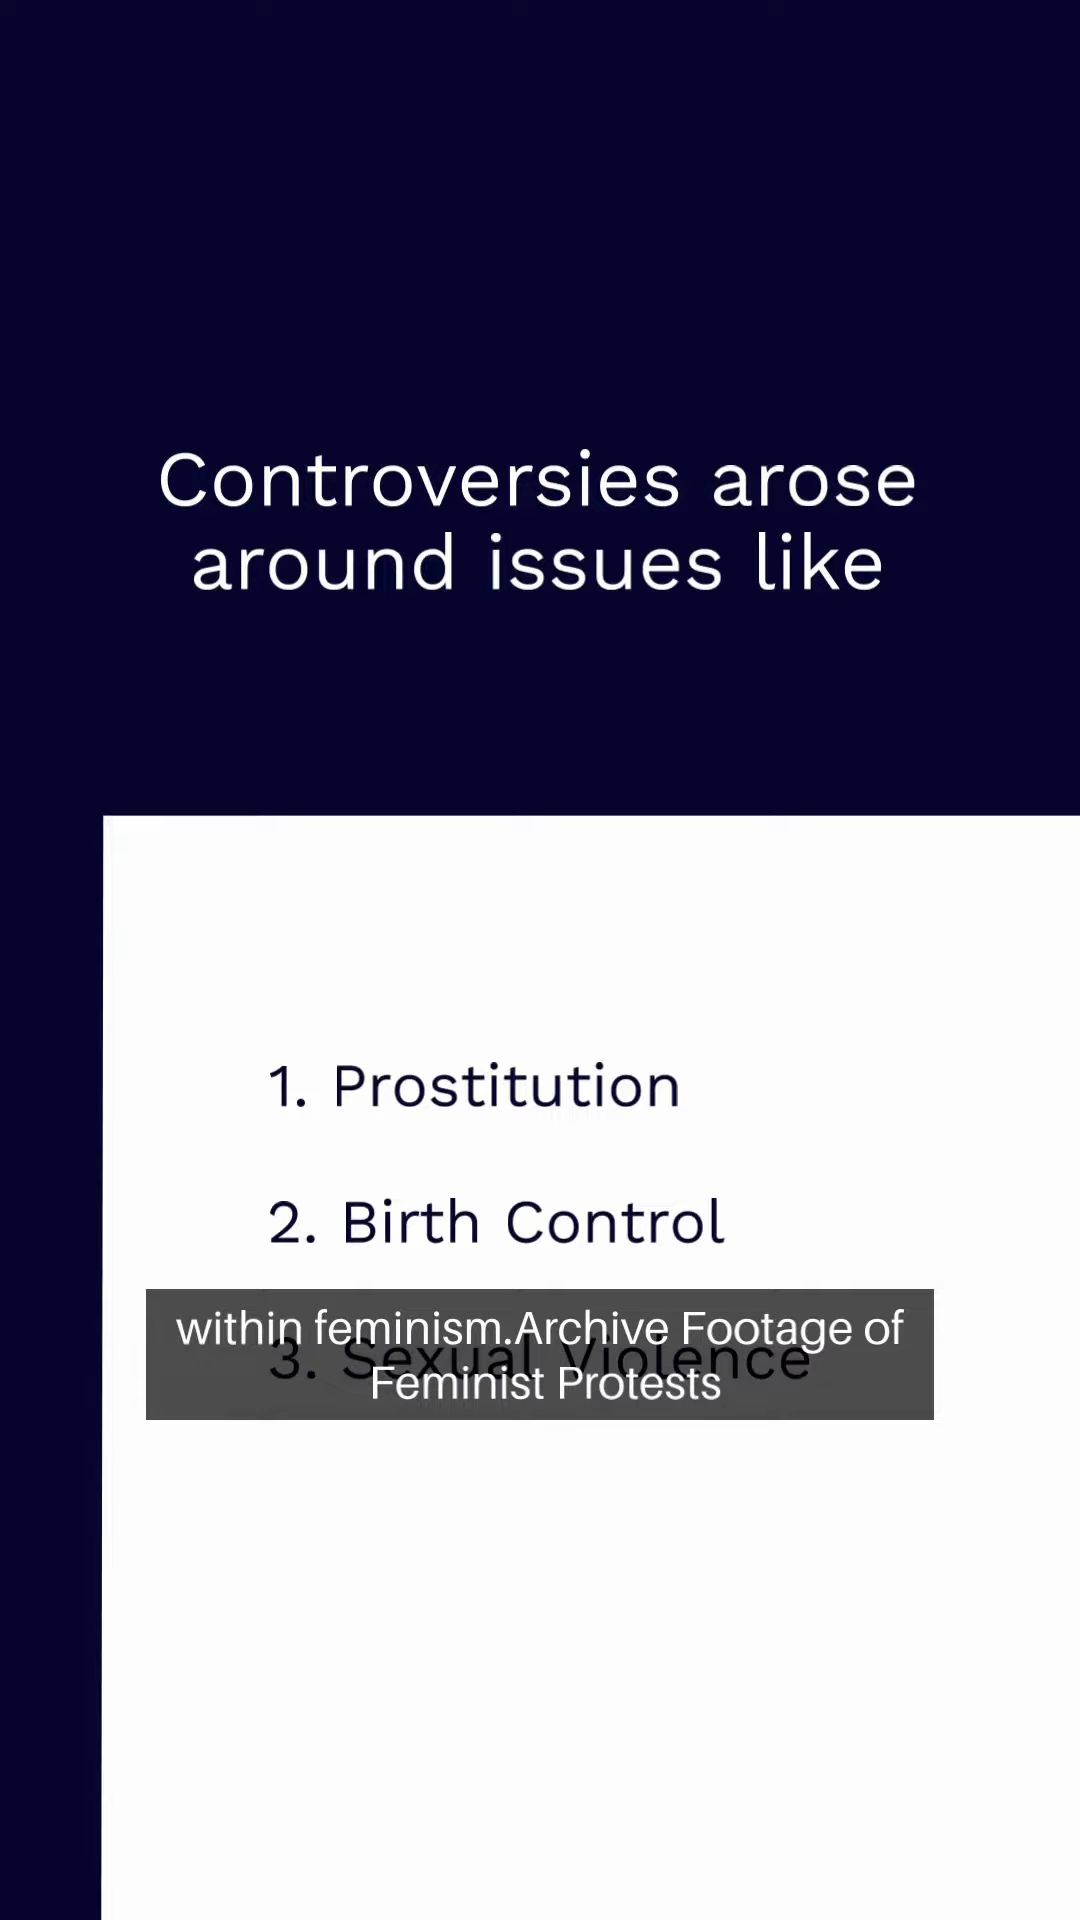 Controversies arose
around issues like
1. Prostitution
2. Birth Control
3. Sexual Violence
within feminism.Archive Footage of
Feminist Protests